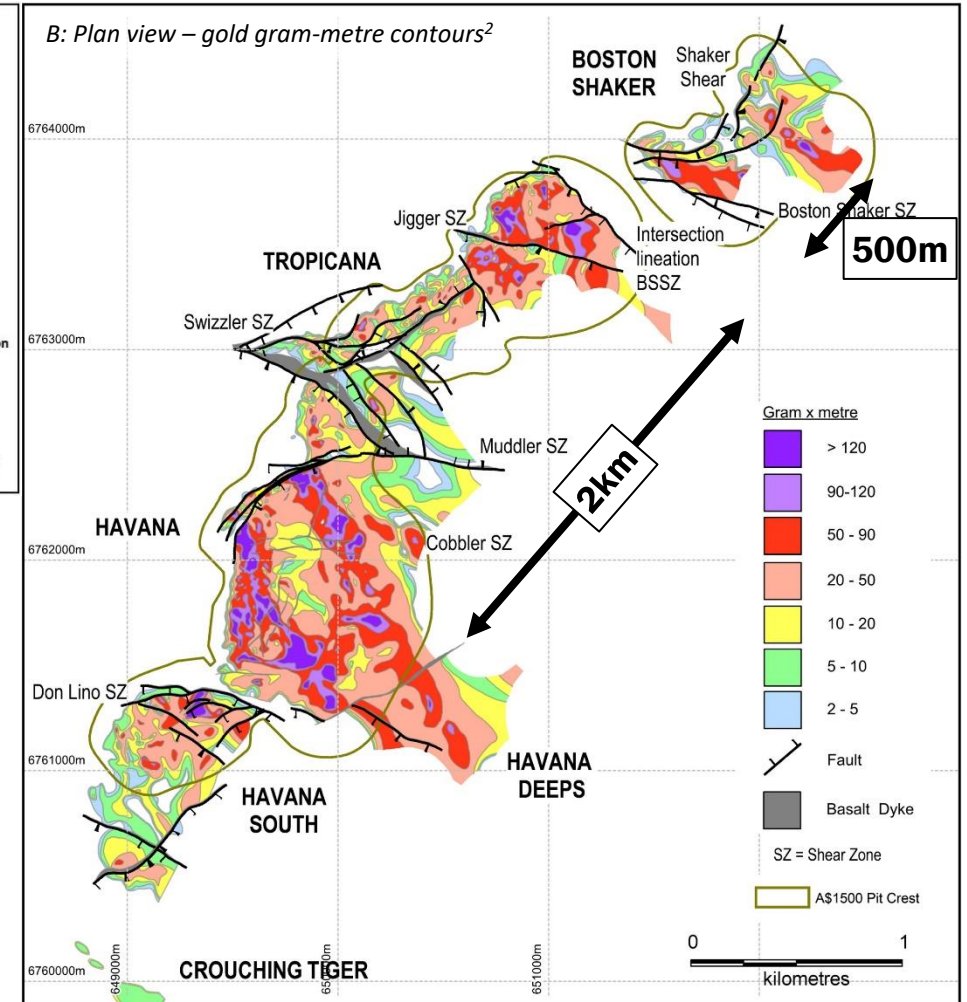 B: Plan view – gold gram-metre contours²
BOSTON
SHAKER
Shaker
Shear
6764000m
Jigger SZ
Boston Shaker SZ
500m
Intersection
lineation
BSSZ
TROPICANA
Swizzler SZ
6763000m
on
2km
Muddler SZ
HAVANA
Cobbler SZ
6762000m
Don Lino SZ
6761000m
HAVANA
DEEPS
HAVANA
SOUTH
Gram x metre
> 120
90-120
50 - 90
20 - 50
10 - 20
5 - 10
2 - 5
Fault
Basalt Dyke
SZ = Shear Zone
A$1500 Pit Crest
0 1
kilometres
6760000m
649000m
CROUCHING TIGER
650000m
651000m